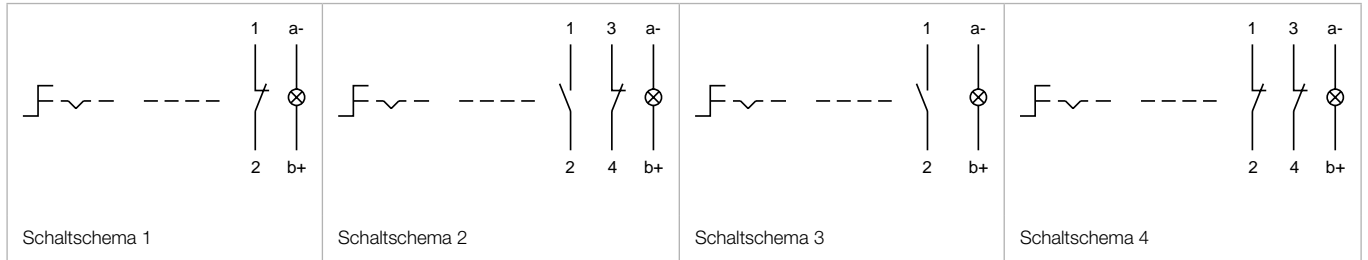 1 a-
2 b+
Schaltschema 1
1 3 a-
2 4 b+
Schaltschema 2
1 a-
2 b+
Schaltschema 3
1 3 a-
2 4 b+
Schaltschema 4